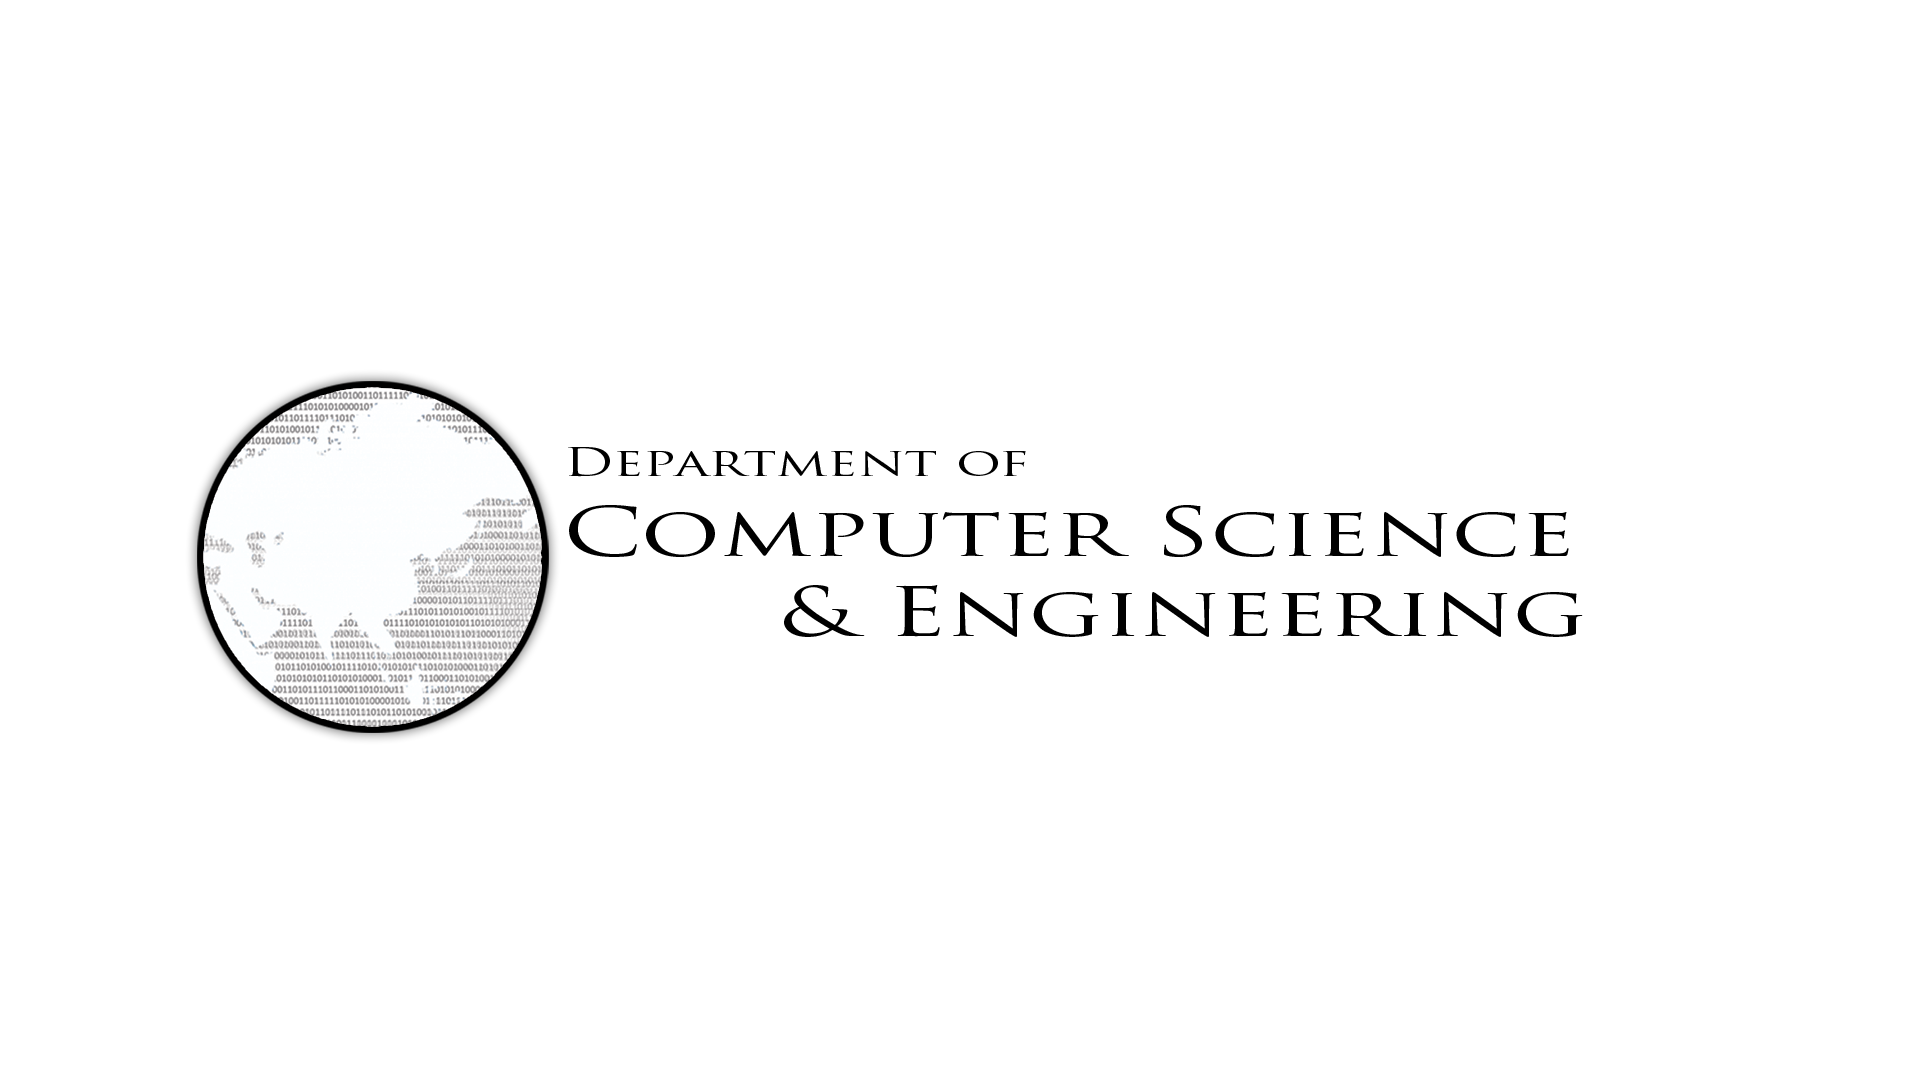 Department of
Computer Science
& Engineering